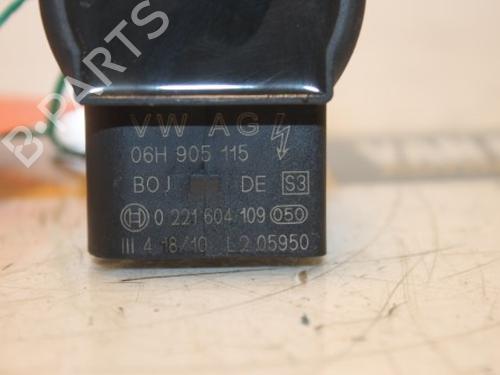 B-PARTS
VW AG
06H 905 115
BOJ DE S3
0 221 604 109 050
III 4 18/10 L2 05950